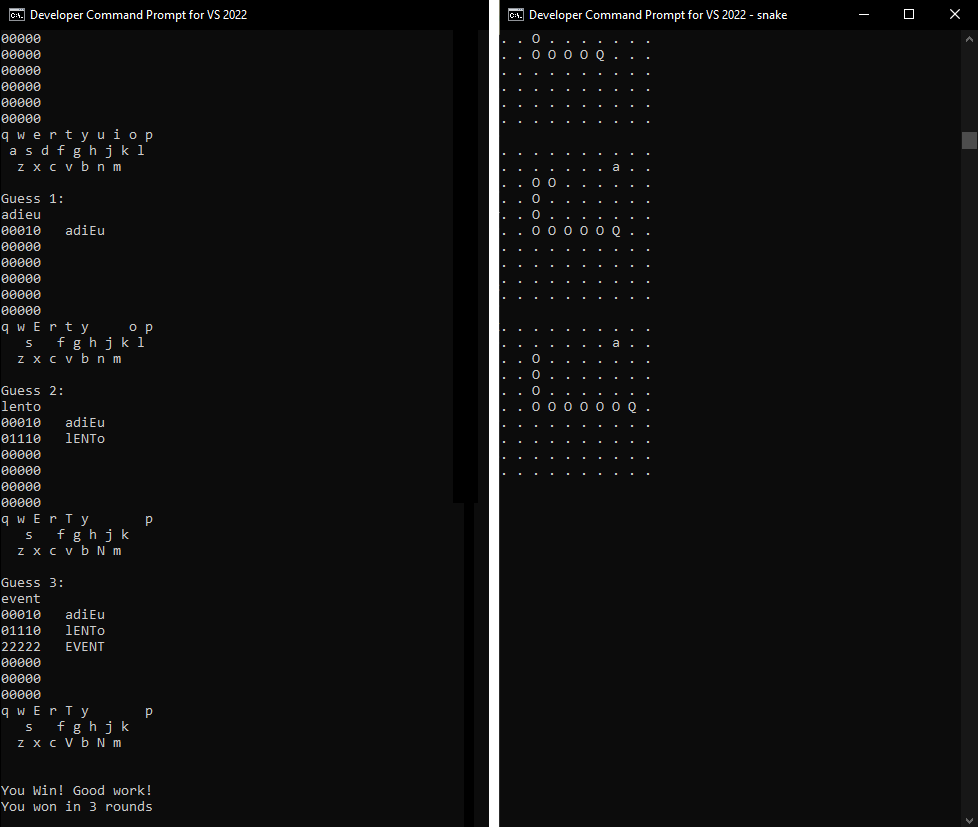 Developer Command Prompt for VS 2022
00000
00000
00000
00000
00000
00000
q w e r t y u i o p
 a s d f g h j k l
  z x c v b n m

Guess 1:
adieu
00010   adiEu
00000
00000
00000
00000
00000
q w E r t y     o p
   s   f g h j k l
  z x c v b n m

Guess 2:
lento
00010   adiEu
01110   lENTo
00000
00000
00000
00000
q w E r T y       p
   s   f g h j k
  z x c v b N m

Guess 3:
event
00010   adiEu
01110   lENTo
22222   EVENT
00000
00000
00000
q w E r T y       p
   s   f g h j k
  z x c V b N m

You Win! Good work!
You won in 3 rounds
Developer Command Prompt for VS 2022 - snake
. . O . . . . . . .
. . O O O O Q . . .
. . . . . . . . . .
. . . . . . . . . .
. . . . . . . . . .
. . . . . . . . . .

. . . . . . . . . .
. . . . . . . a . .
. . O O . . . . . .
. . O . . . . . . .
. . O . . . . . . .
. . O O O O O Q . .
. . . . . . . . . .
. . . . . . . . . .
. . . . . . . . . .
. . . . . . . . . .

. . . . . . . . . .
. . . . . . . a . .
. . O . . . . . . .
. . O . . . . . . .
. . O . . . . . . .
. . O O O O O O Q .
. . . . . . . . . .
. . . . . . . . . .
. . . . . . . . . .
. . . . . . . . . .